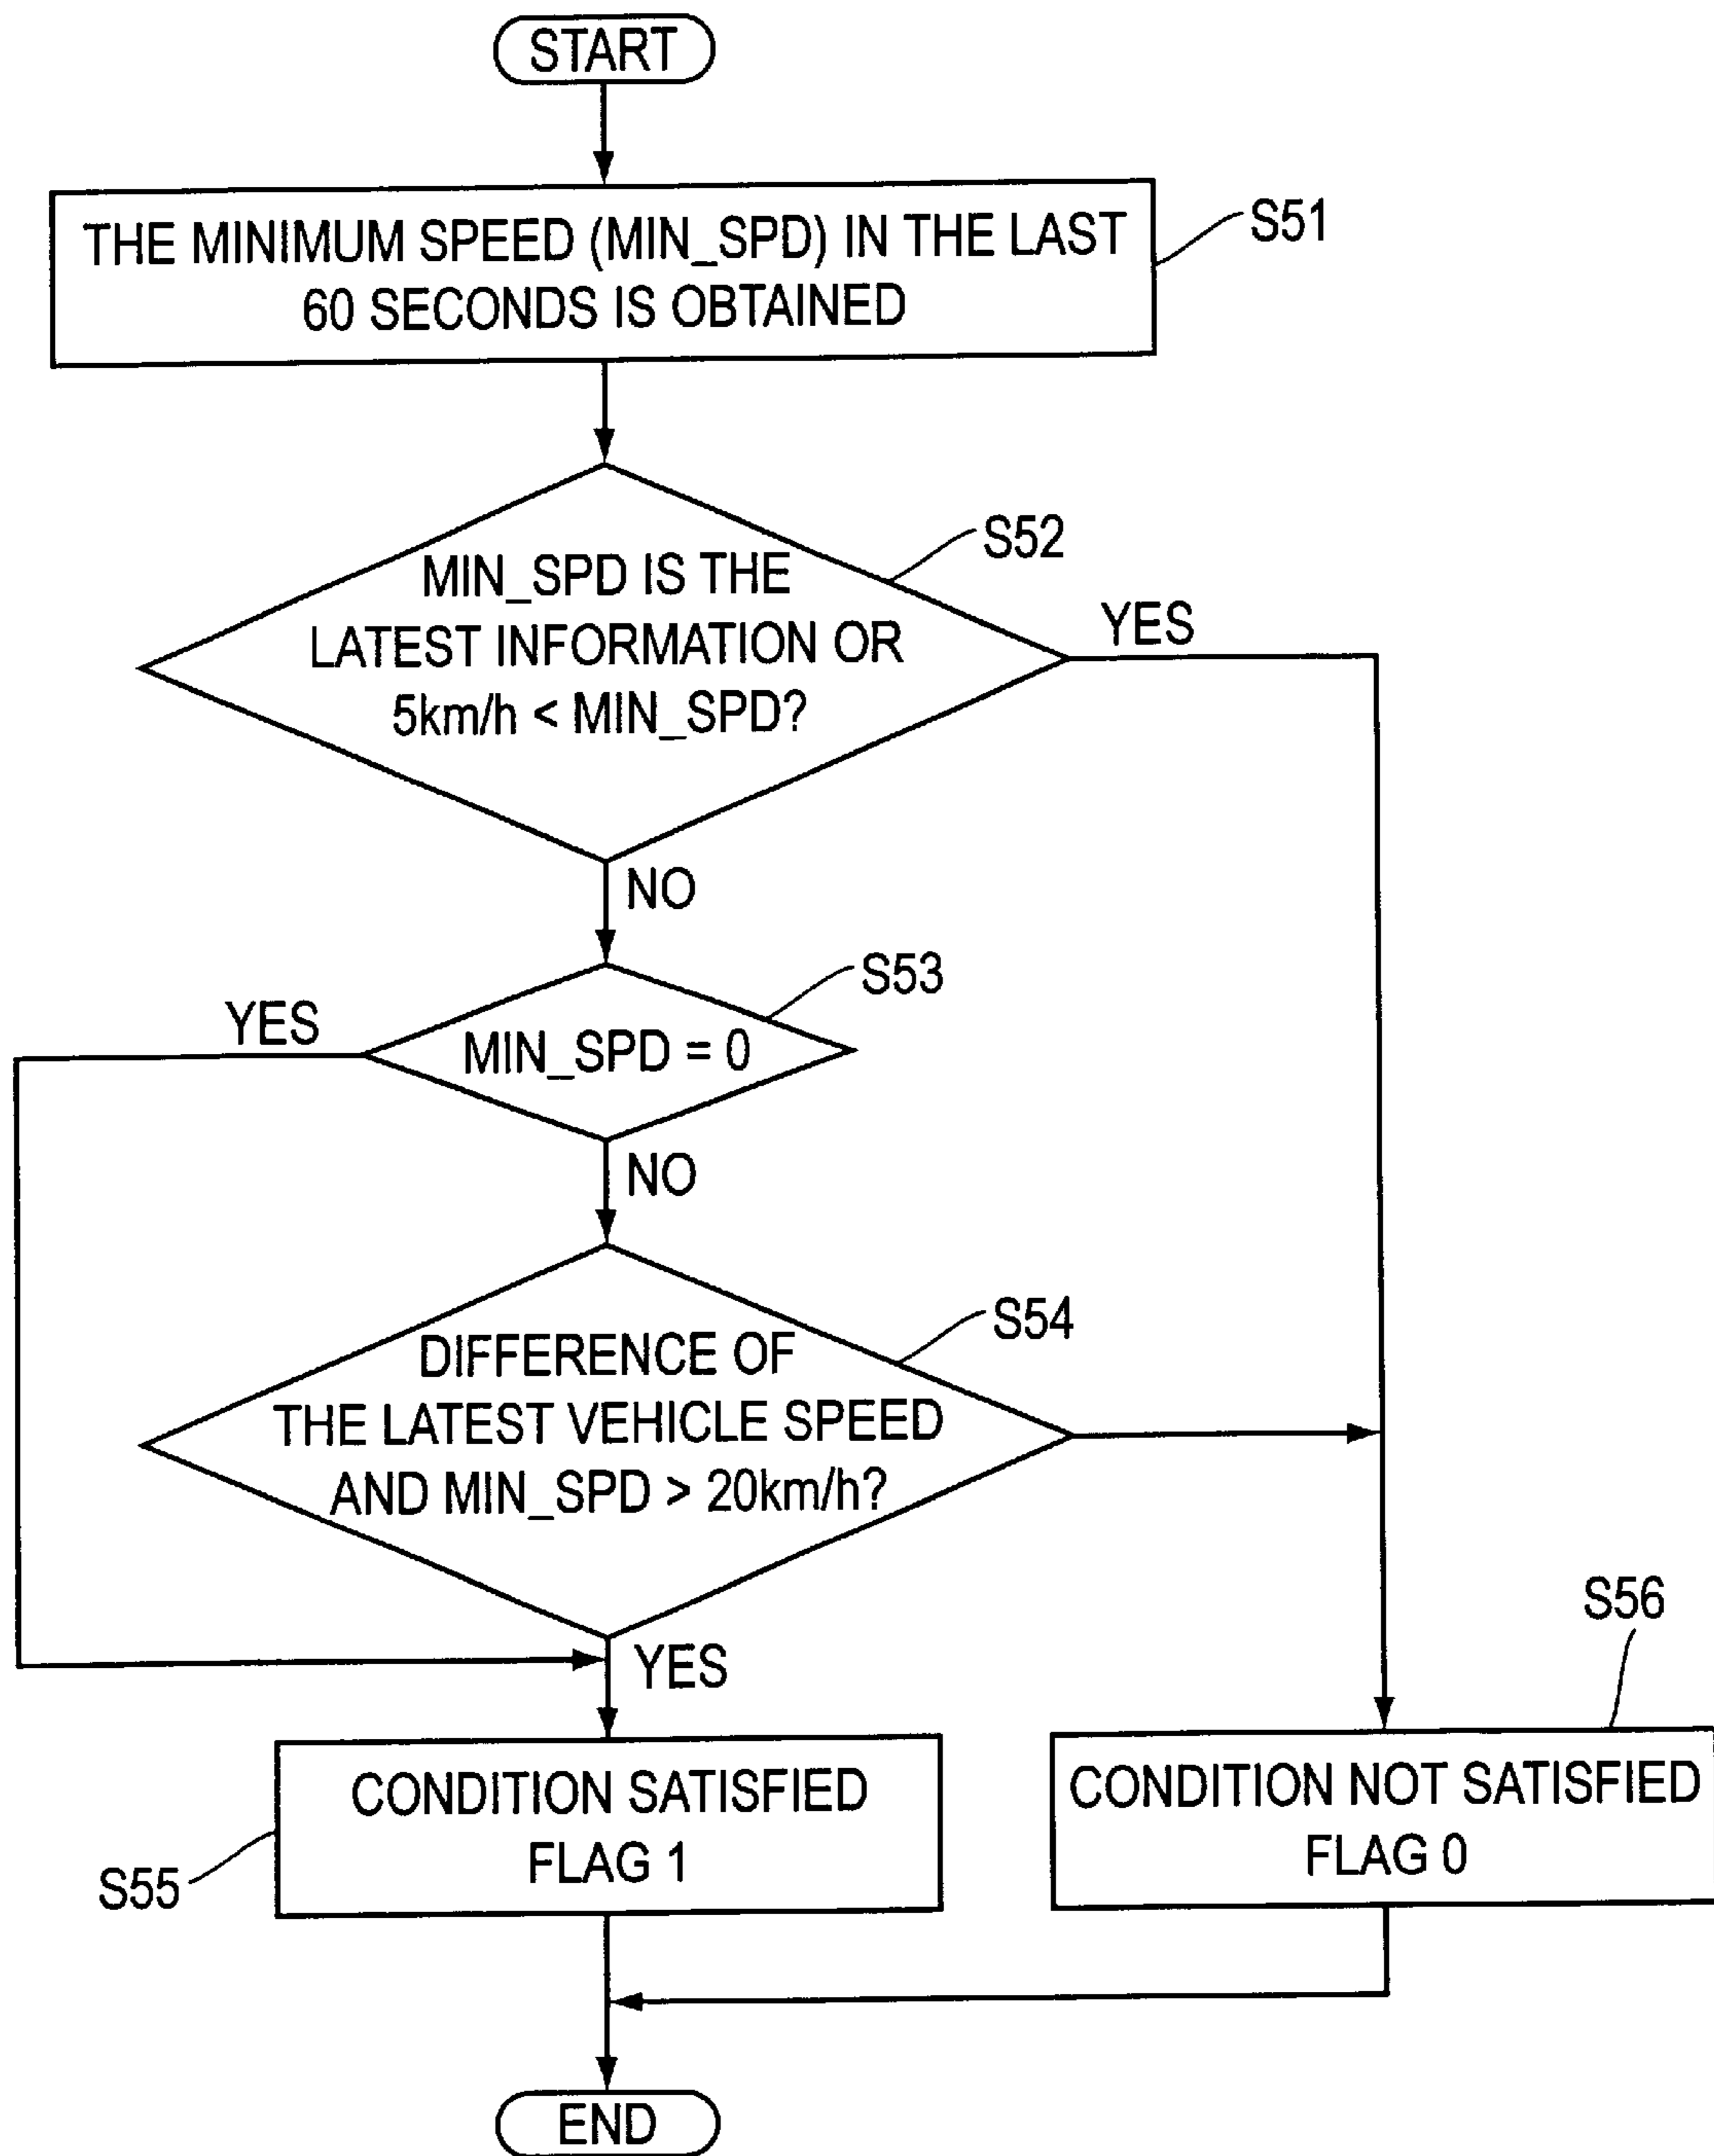 START
THE MINIMUM SPEED (MIN_SPD) IN THE LAST
60 SECONDS IS OBTAINED
S51
MIN_SPD IS THE
LATEST INFORMATION OR
5km/h < MIN_SPD?
S52
YES
NO
MIN_SPD = 0
S53
YES
NO
DIFFERENCE OF
THE LATEST VEHICLE SPEED
AND MIN_SPD > 20km/h?
S54
YES
CONDITION SATISFIED
FLAG 1
S55
S56
CONDITION NOT SATISFIED
FLAG 0
END